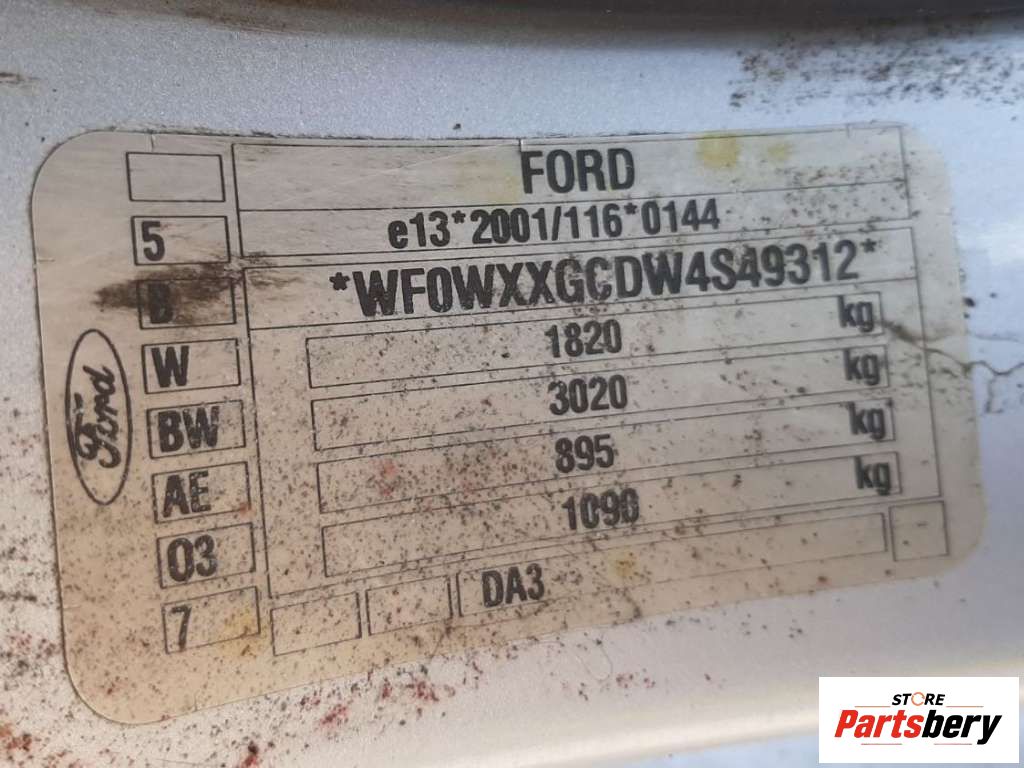 FORD
5 e13*2001/116*0144
B *WF0WXXGCDW4S49312*
W 1820 kg
BW 3020 kg
AE 895 kg
03 1090 kg
7 DA3 -
Ford
STORE
Partsbery